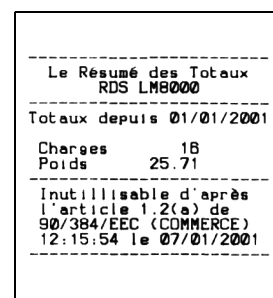 Le Résumé des Totaux
RDS LM8000
Totaux depuis 01/01/2001
Charges 16
Poids 25.71
Inutillisable d'après
l'article 1.2(a) de
90/384/EEC (COMMERCE)
12:15:54 le 07/01/2001